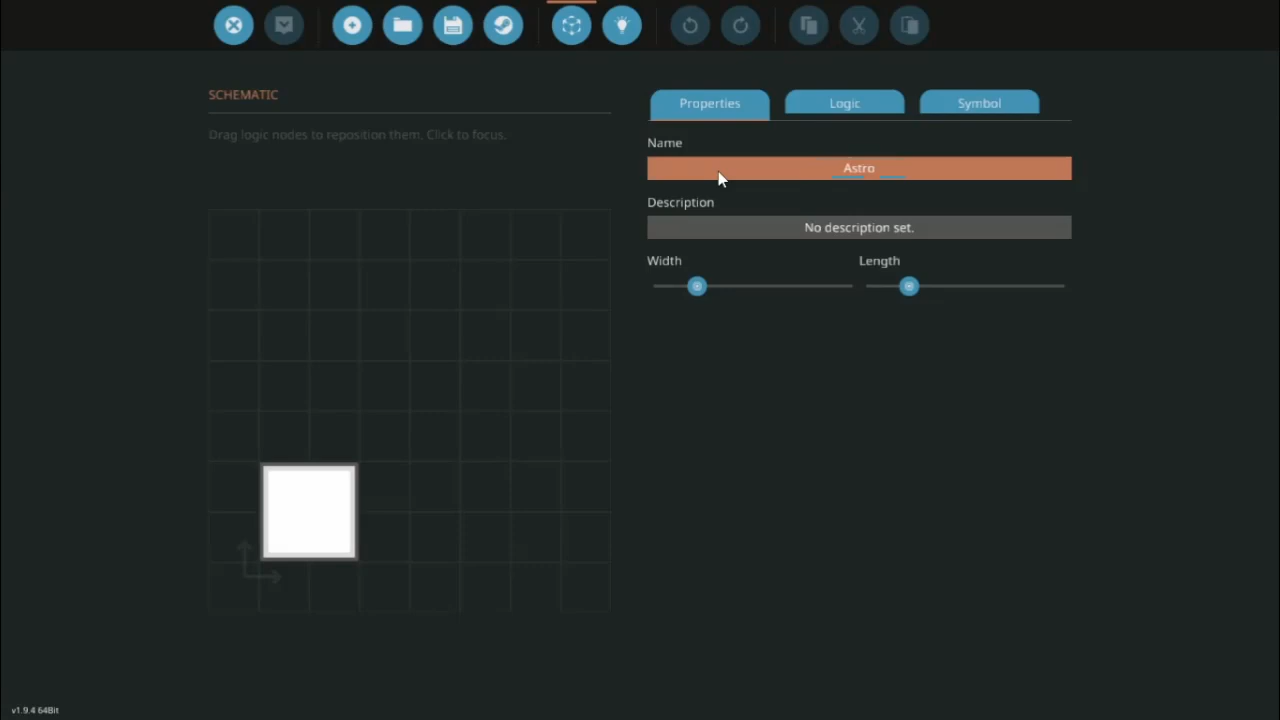 SCHEMATIC
Drag logic nodes to reposition them. Click to focus.
Properties
Logic
Symbol
Name
Astro
Description
No description set.
Width
Length
v1.9.4 64Bit